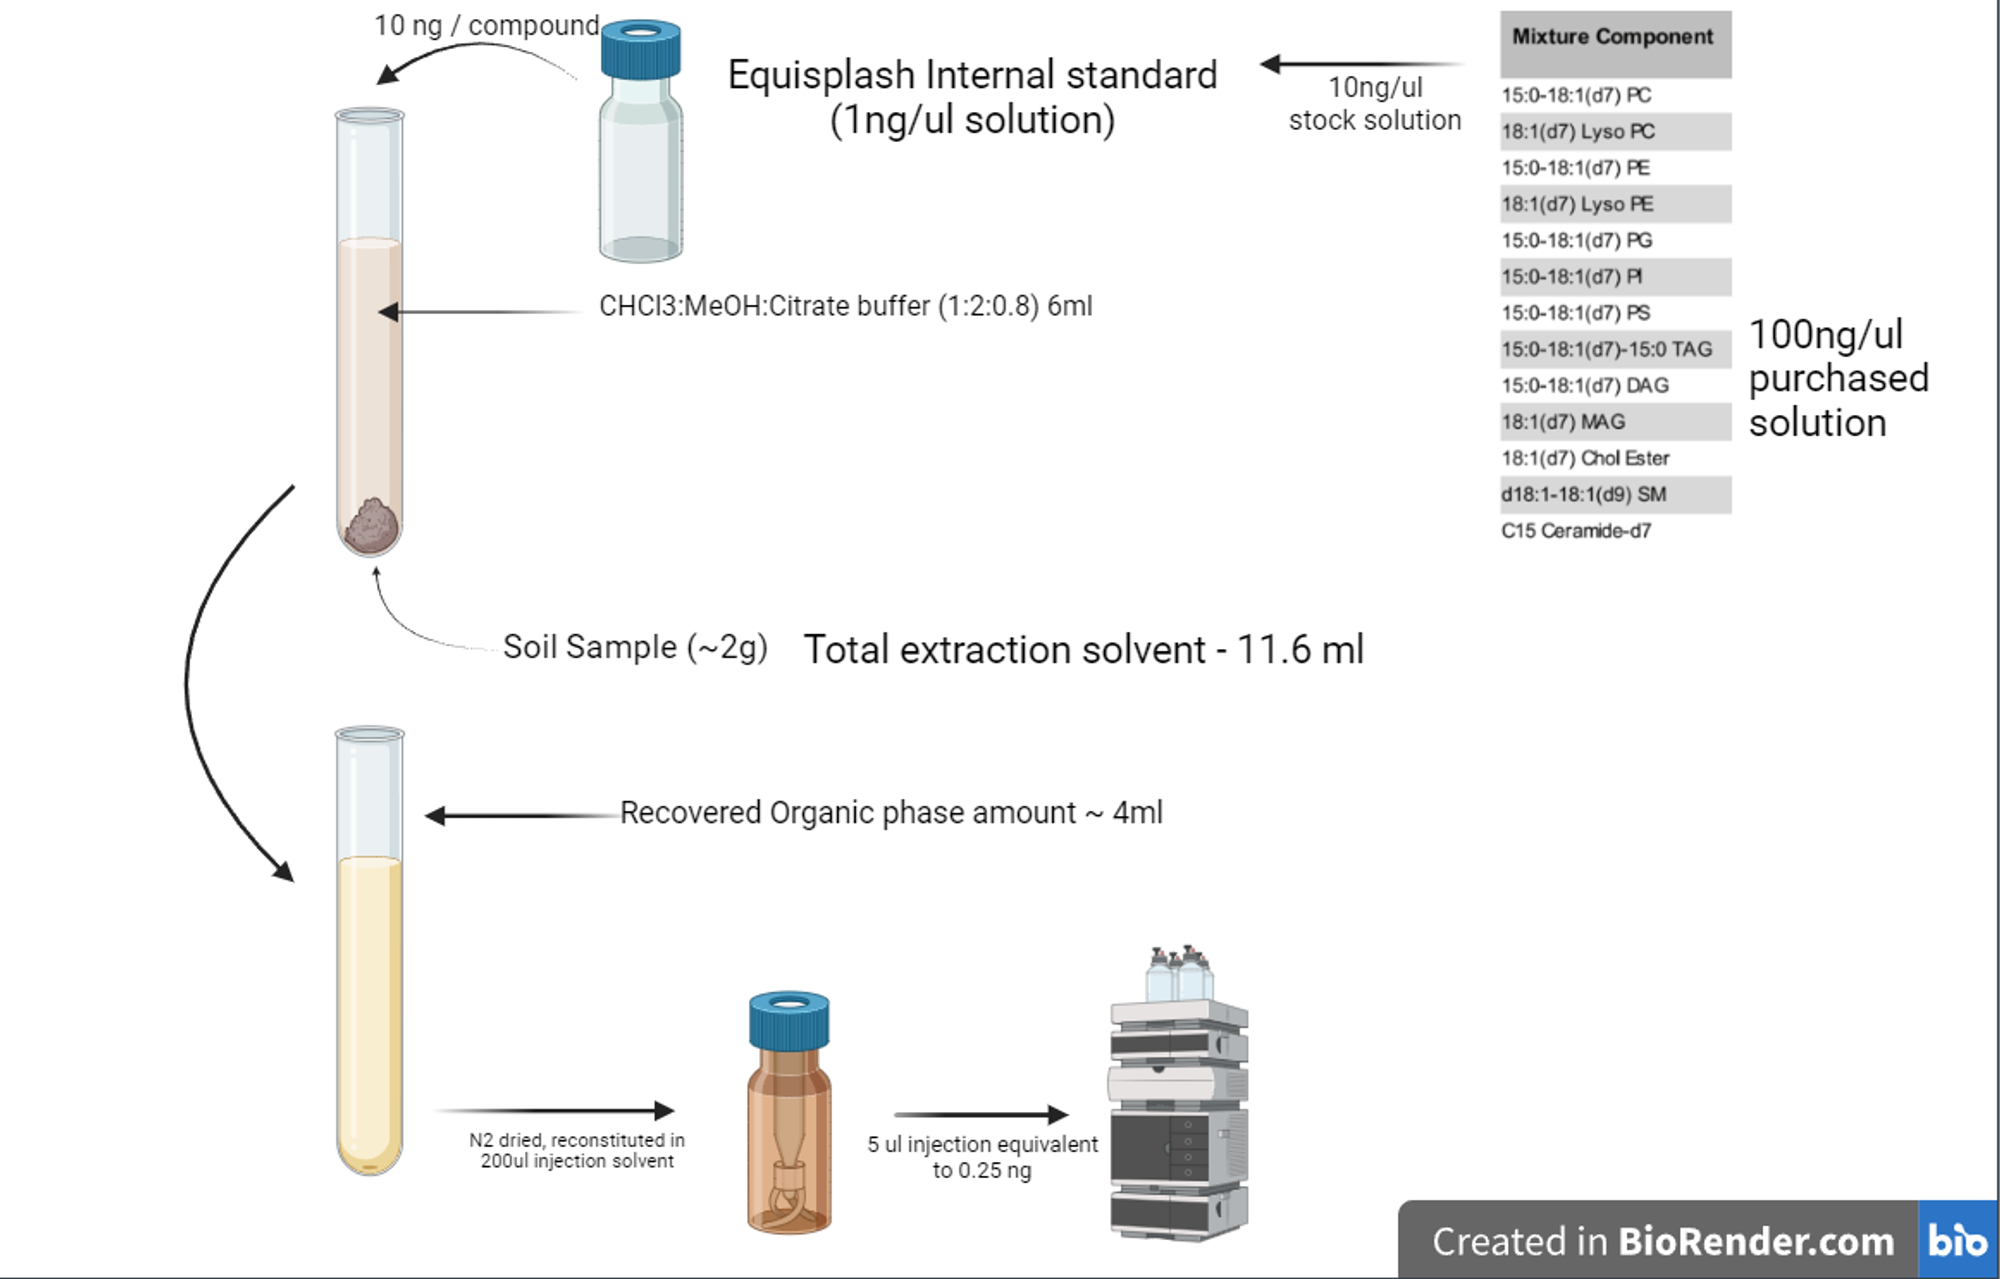 10 ng / compound
Equisplash Internal standard
(1ng/ul solution)
10ng/ul
stock solution
Mixture Component
15:0-18:1(d7) PC
18:1(d7) Lyso PC
15:0-18:1(d7) PE
18:1(d7) Lyso PE
15:0-18:1(d7) PG
15:0-18:1(d7) PI
15:0-18:1(d7) PS
15:0-18:1(d7)-15:0 TAG
15:0-18:1(d7) DAG
18:1(d7) MAG
18:1(d7) Chol Ester
d18:1-18:1(d9) SM
C15 Ceramide-d7
100ng/ul
purchased
solution
CHCl3:MeOH:Citrate buffer (1:2:0.8) 6ml
Soil Sample (~2g)
Total extraction solvent - 11.6 ml
Recovered Organic phase amount ~ 4ml
N2 dried, reconstituted in
200ul injection solvent
5 ul injection equivalent
to 0.25 ng
Created in BioRender.com
bio